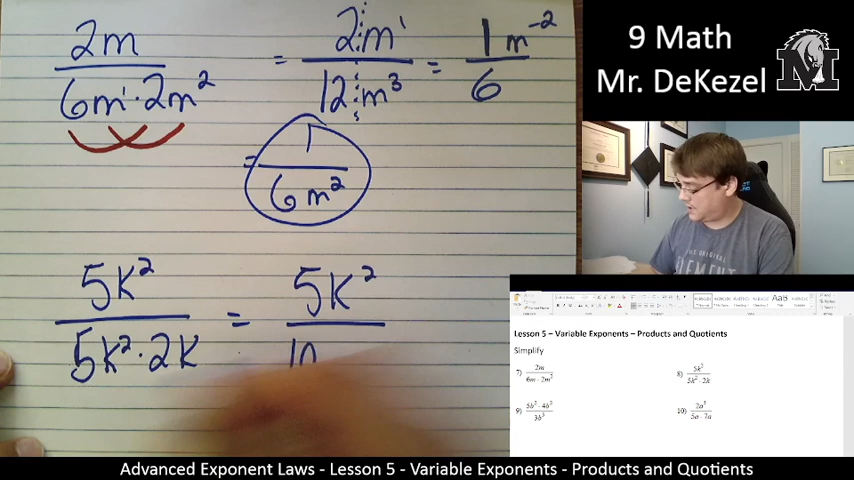 2m / 6m¹·2m² = 2m¹ / 12m³ = 1m⁻² / 6
= 1 / 6m²
5k² / 5k²·2k = 5k² / 10
9 Math
Mr. DeKezel
M
Lesson 5 – Variable Exponents – Products and Quotients
Simplify
7) 2m / 6m · 2m² 8) 5k² / 5k² · 2k
9) 5b² · 4b² / 3b³ 10) 2a³ / 5a · 7a
Advanced Exponent Laws - Lesson 5 - Variable Exponents - Products and Quotients